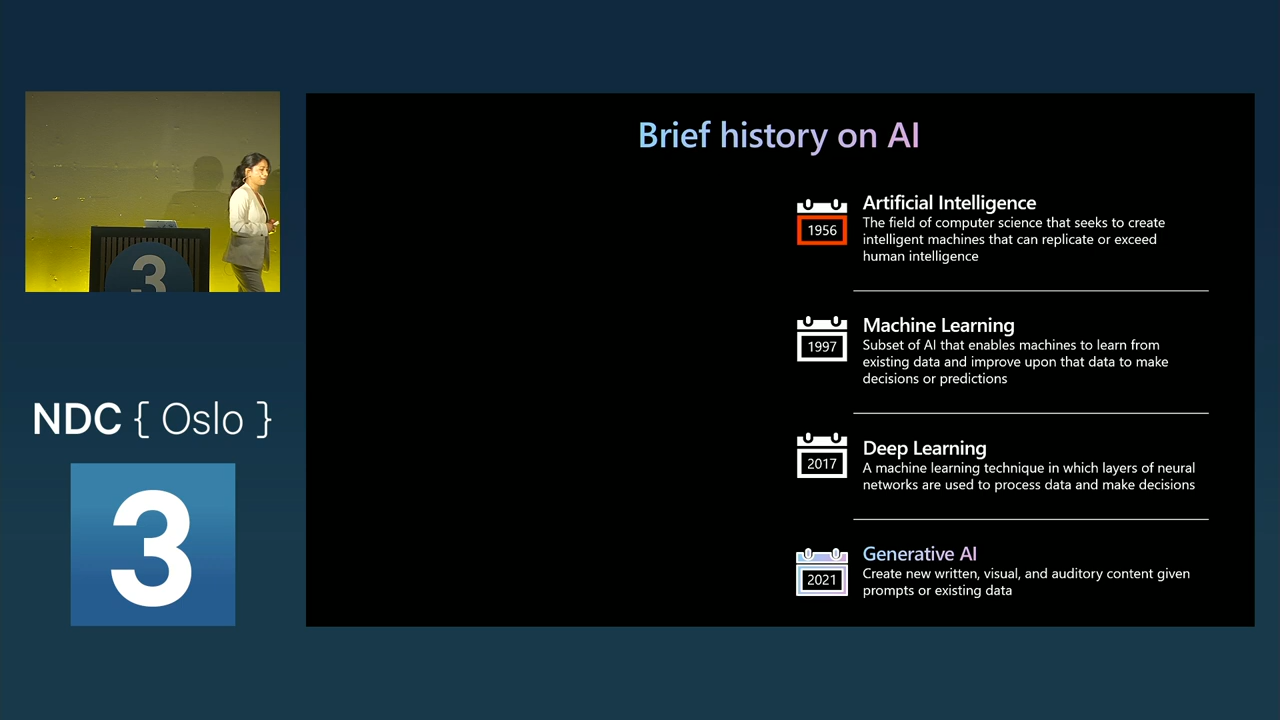 Brief history on AI
1956
Artificial Intelligence
The field of computer science that seeks to create
intelligent machines that can replicate or exceed
human intelligence
1997
Machine Learning
Subset of AI that enables machines to learn from
existing data and improve upon that data to make
decisions or predictions
2017
Deep Learning
A machine learning technique in which layers of neural
networks are used to process data and make decisions
2021
Generative AI
Create new written, visual, and auditory content given
prompts or existing data
3
NDC { Oslo }
3